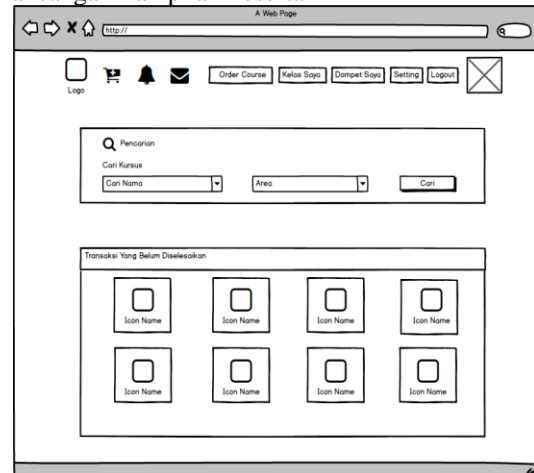 A Web Page
http://
Logo
Order Course
Kelas Saya
Dompet Saya
Setting
Logout
Pencarian
Cari Kursus
Cari Nama
Area
Cari
Transaksi Yang Belum Diselesaikan
Icon Name
Icon Name
Icon Name
Icon Name
Icon Name
Icon Name
Icon Name
Icon Name